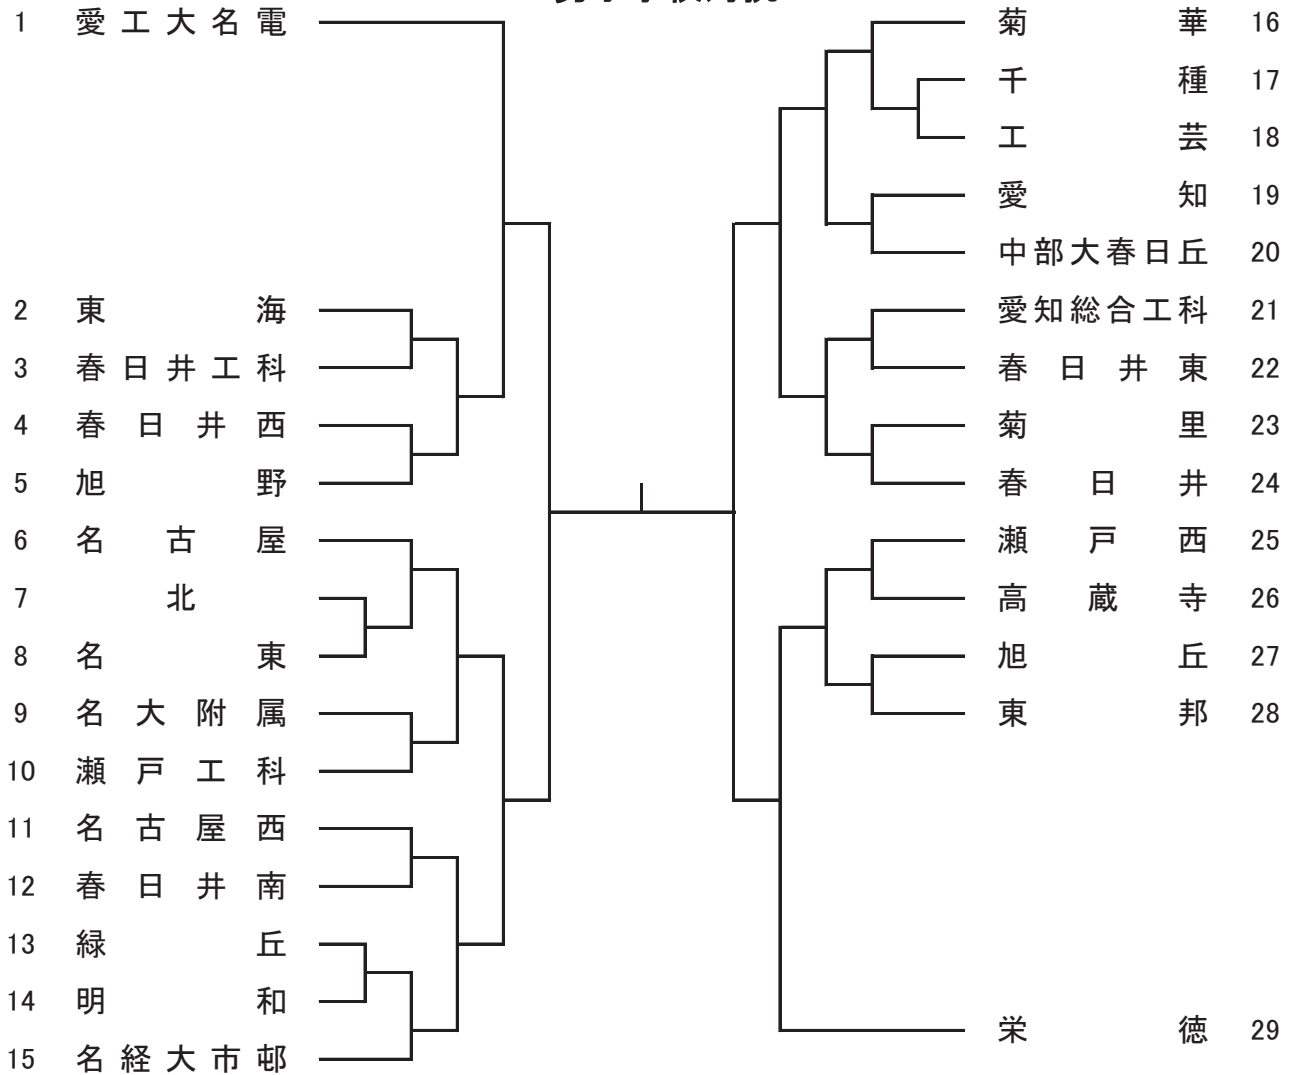 1 愛工大名電
2 東海
3 春日井工科
4 春日井西
5 旭野
6 名古屋
7 北
8 名東
9 名大附属
10 瀬戸工科
11 名古屋西
12 春日井南
13 緑丘
14 明和
15 名経大市邨
菊華 16
千種 17
工芸 18
愛知 19
中部大春日丘 20
愛知総合工科 21
春日井東 22
菊里 23
春日井 24
瀬戸西 25
高蔵寺 26
旭丘 27
東邦 28
栄徳 29